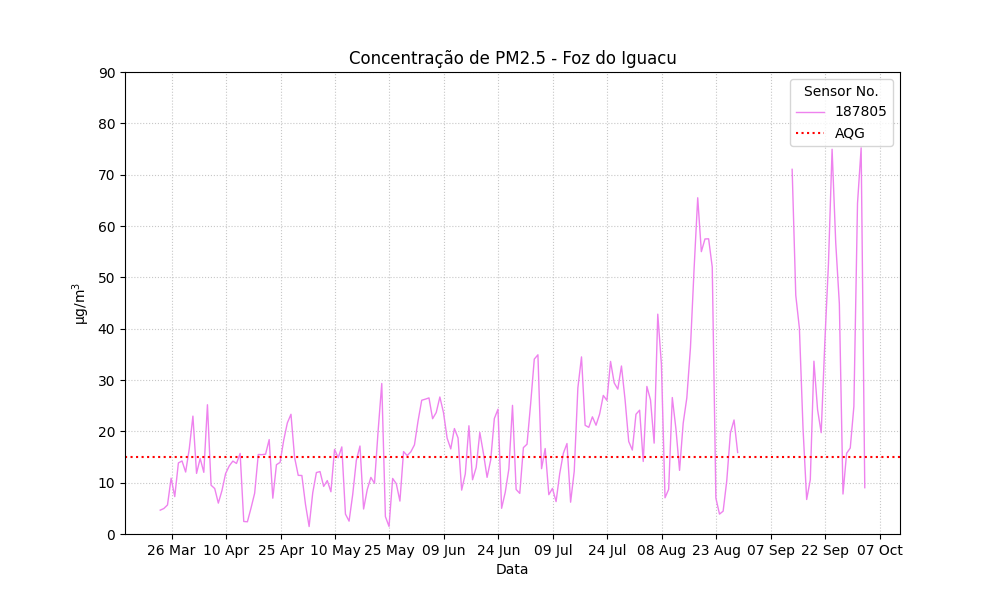 Concentração de PM2.5 - Foz do Iguacu
Sensor No.
187805
AQG
90
80
70
60
50
40
30
20
10
0
µg/m³
26 Mar 10 Apr 25 Apr 10 May 25 May 09 Jun 24 Jun 09 Jul 24 Jul 08 Aug 23 Aug 07 Sep 22 Sep 07 Oct
Data